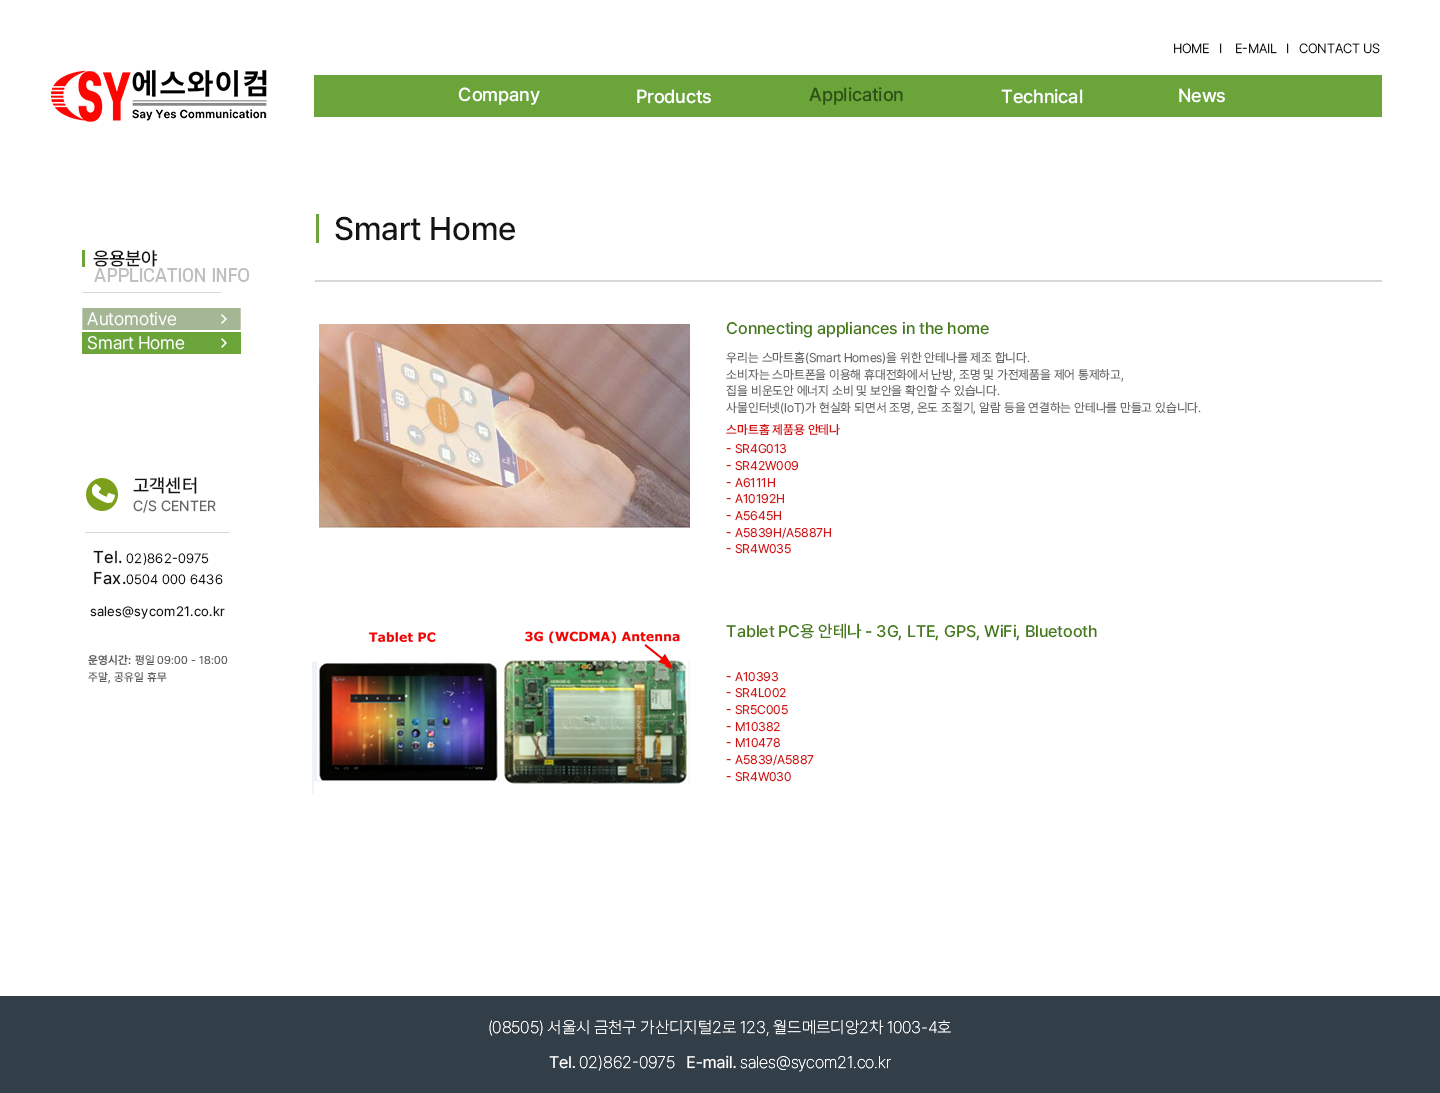 HOME I E-MAIL I CONTACT US
SY에스와이컴
Say Yes Communication
Company Products Application Technical News
Smart Home
응용분야
APPLICATION INFO
Automotive
Smart Home
고객센터
C/S CENTER
Tel. 02)862-0975
Fax.0504 000 6436
sales@sycom21.co.kr
운영시간: 평일 09:00 - 18:00
주말, 공유일 휴무
Connecting appliances in the home
우리는 스마트홈(Smart Homes)을 위한 안테나를 제조 합니다.
소비자는 스마트폰을 이용해 휴대전화에서 난방, 조명 및 가전제품을 제어 통제하고,
집을 비운도안 에너지 소비 및 보안을 확인할 수 있습니다.
사물인터넷(IoT)가 현실화 되면서 조명, 온도 조절기, 알람 등을 연결하는 안테나를 만들고 있습니다.
스마트홈 제품용 안테나
- SR4G013
- SR42W009
- A6111H
- A10192H
- A5645H
- A5839H/A5887H
- SR4W035
Tablet PC
3G (WCDMA) Antenna
Tablet PC용 안테나 - 3G, LTE, GPS, WiFi, Bluetooth
- A10393
- SR4L002
- SR5C005
- M10382
- M10478
- A5839/A5887
- SR4W030
(08505) 서울시 금천구 가산디지털2로 123, 월드메르디앙2차 1003-4호
Tel. 02)862-0975 E-mail. sales@sycom21.co.kr